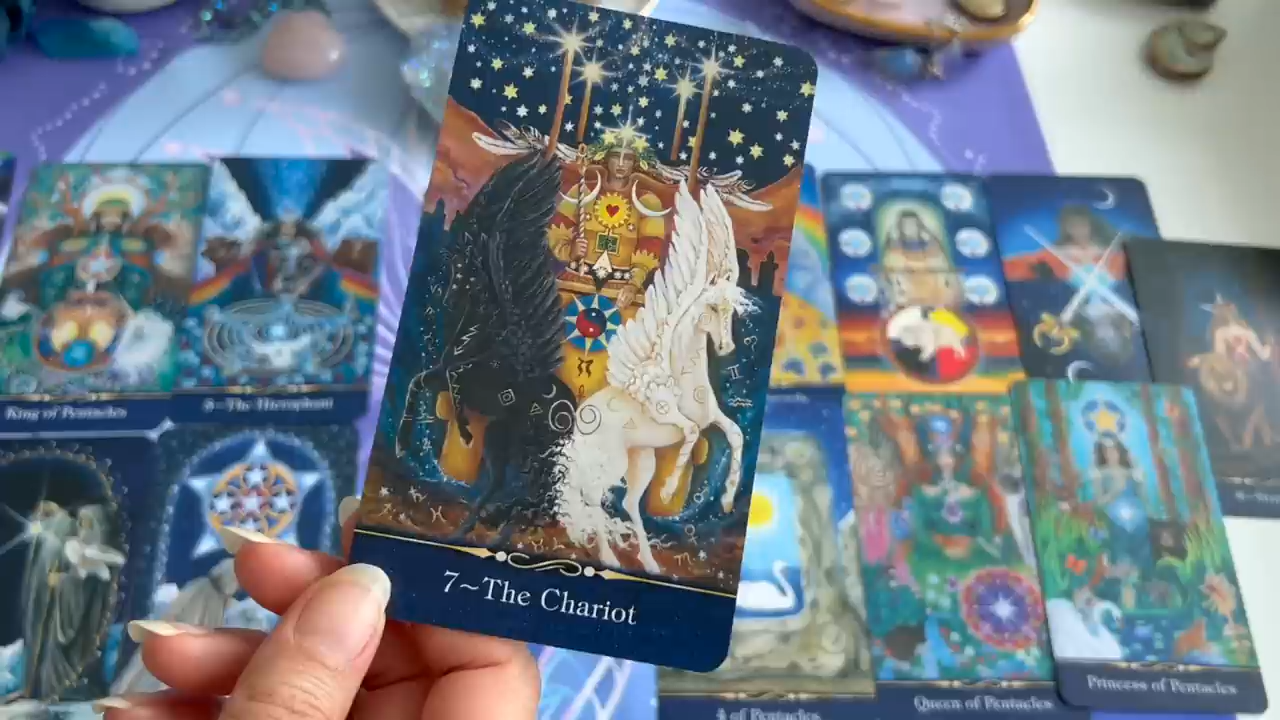 7~The Chariot
King of Pentacles
5~The Hierophant
4 of Pentacles
Queen of Pentacles
Princess of Pentacles